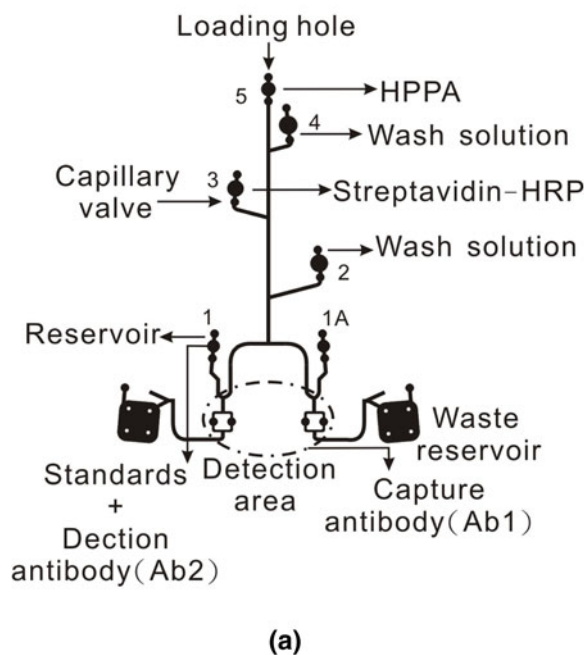 Loading hole
5
HPPA
4
Wash solution
Capillary
valve
3
Streptavidin-HRP
Wash solution
2
Reservoir
1
1A
Waste
reservoir
Standards
+
Dection
antibody(Ab2)
Detection
area
Capture
antibody(Ab1)
(a)